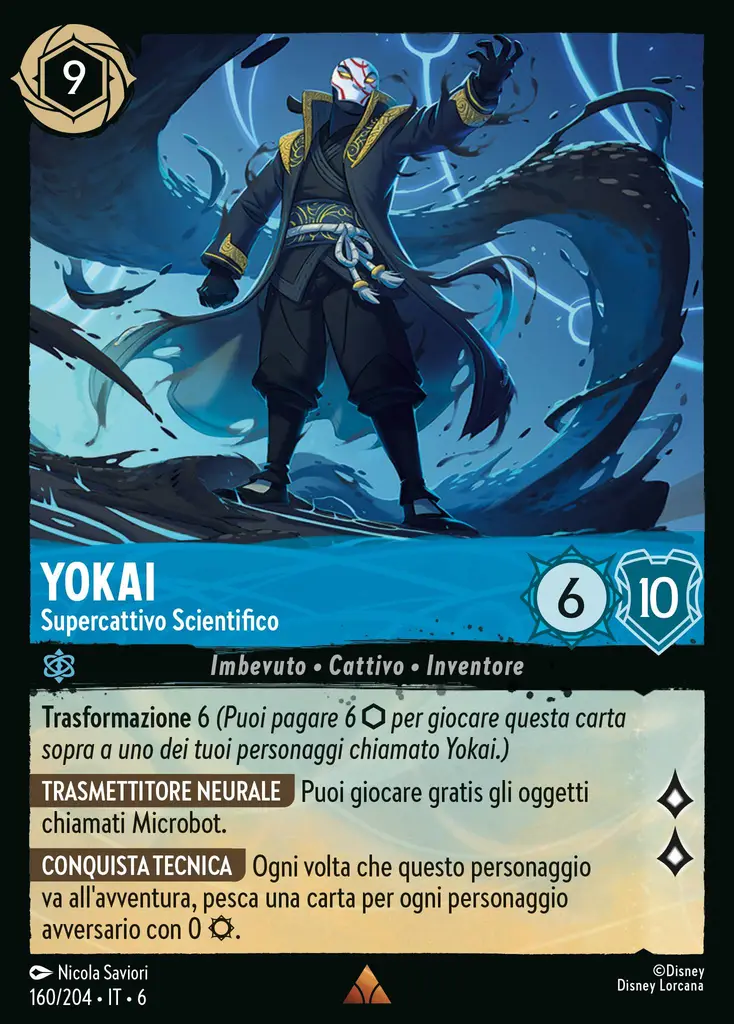 9
YOKAI
Supercattivo Scientifico
6
10
Imbevuto • Cattivo • Inventore
Trasformazione 6 (Puoi pagare 6 ⬡ per giocare questa carta
sopra a uno dei tuoi personaggi chiamato Yokai.)
TRASMETTITORE NEURALE Puoi giocare gratis gli oggetti
chiamati Microbot.
CONQUISTA TECNICA Ogni volta che questo personaggio
va all'avventura, pesca una carta per ogni personaggio
avversario con 0 ¤.
Nicola Saviori
160/204 • IT • 6
©Disney
Disney Lorcana